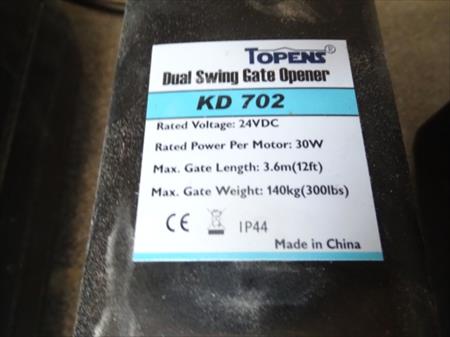 TOPENS®
Dual Swing Gate Opener
KD 702
Rated Voltage: 24VDC
Rated Power Per Motor: 30W
Max. Gate Length: 3.6m(12ft)
Max. Gate Weight: 140kg(300lbs)
CE IP44
Made in China